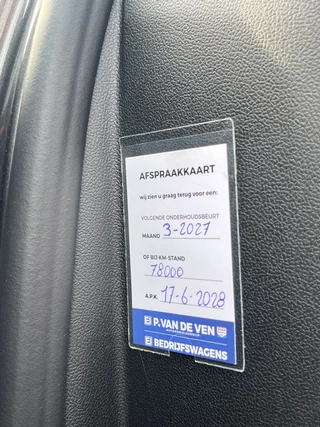 AFSPRAAKKAART
wij zien u graag terug voor een:
VOLGENDE ONDERHOUDSBEURT
MAAND 3-2027
OF BIJ KM-STAND
78000
A.P.K. 17-6-2028
P. VAN DE VEN
BEDRIJFSWAGENS